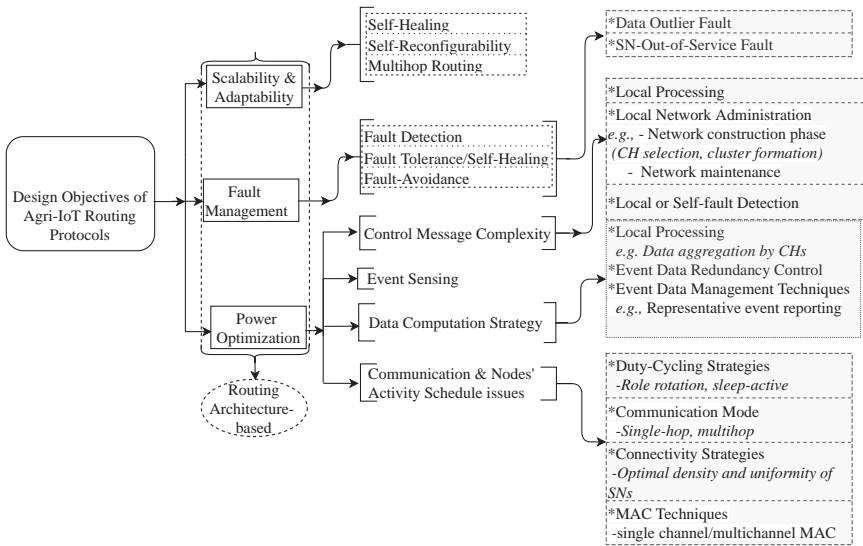 Design Objectives of
Agri-IoT Routing
Protocols
Scalability &
Adaptability
Fault
Management
Power
Optimization
Routing
Architecture-
based
Self-Healing
Self-Reconfigurability
Multihop Routing
Fault Detection
Fault Tolerance/Self-Healing
Fault-Avoidance
Control Message Complexity
Event Sensing
Data Computation Strategy
Communication & Nodes'
Activity Schedule issues
*Data Outlier Fault
*SN-Out-of-Service Fault
*Local Processing
*Local Network Administration
e.g., - Network construction phase
(CH selection, cluster formation)
- Network maintenance
*Local or Self-fault Detection
*Local Processing
e.g. Data aggregation by CHs
*Event Data Redundancy Control
*Event Data Management Techniques
e.g., Representative event reporting
*Duty-Cycling Strategies
-Role rotation, sleep-active
*Communication Mode
-Single-hop, multihop
*Connectivity Strategies
-Optimal density and uniformity of
SNs
*MAC Techniques
-single channel/multichannel MAC